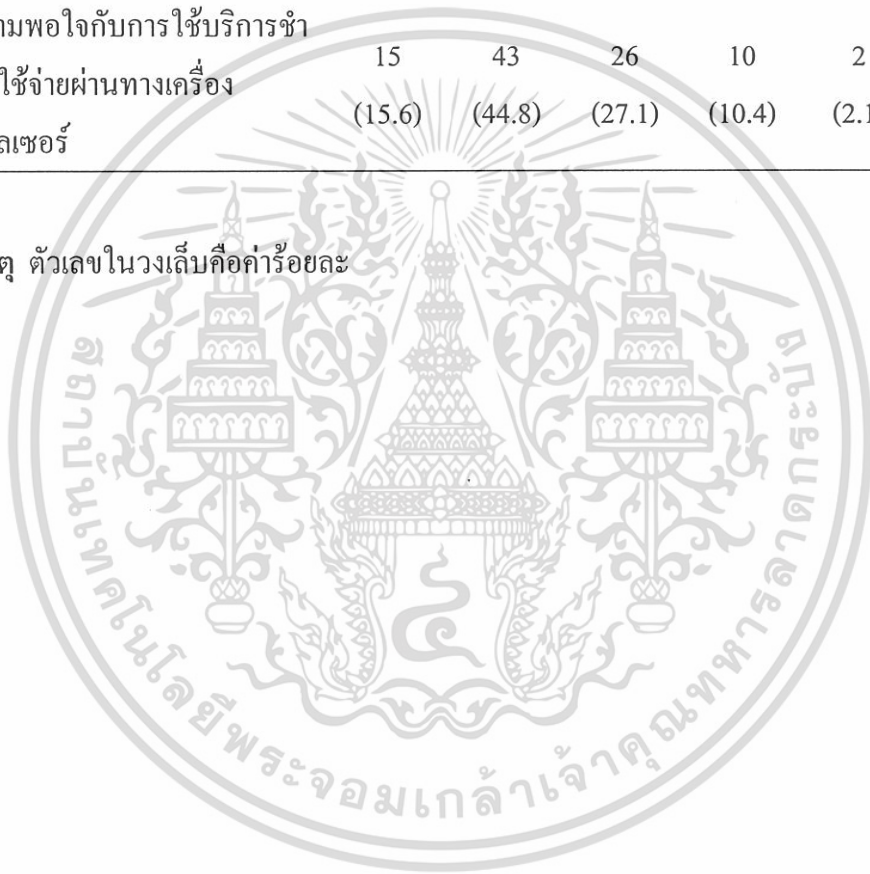 ามพอใจกับการใช้บริการชำ
15 43 26 10 2
ใช้จ่ายผ่านทางเครื่อง
(15.6) (44.8) (27.1) (10.4) (2.1
ลเซอร์
ตุ ตัวเลขในวงเล็บคือค่าร้อยละ
สถาบันเทคโนโลยีพระจอมเกล้าเจ้าคุณทหารลาดกระบัง